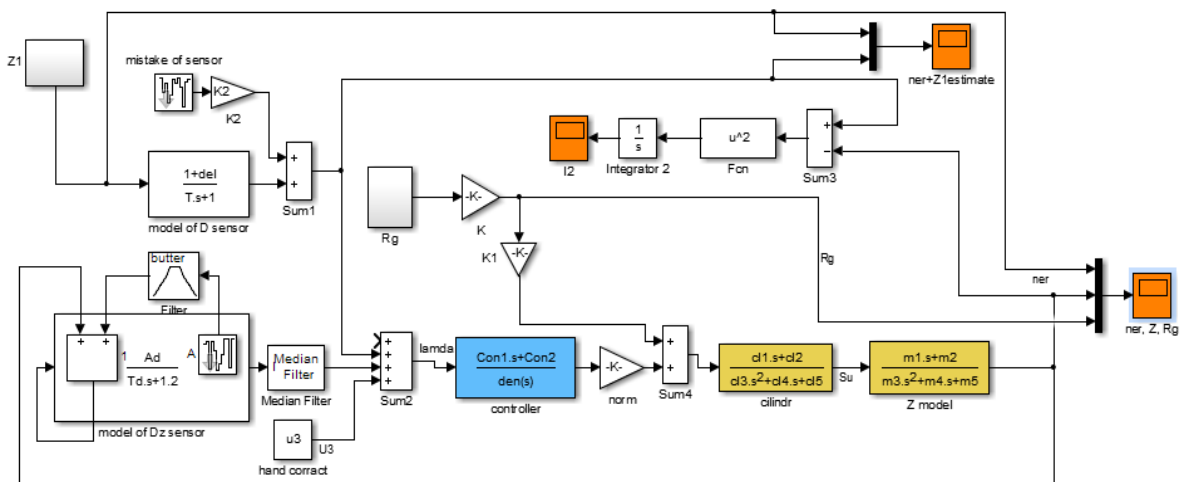 Z1
mistake of sensor
K2
K2
1+del
T.s+1
model of D sensor
+
+
Sum1
ner+Z1estimate
I2
1
s
Integrator 2
u^2
Fcn
+
−
Sum3
Rg
-K-
K
-K-
K1
Rg
ner
ner, Z, Rg
butter
Filter
+
+
1
Ad
Td.s+1.2
A
model of Dz sensor
Median
Filter
Median Filter
+
+
+
+
Sum2
u3
U3
hand corract
lamda
Con1.s+Con2
den(s)
controller
-K-
norm
+
+
Sum4
cl1.s+cl2
cl3.s²+cl4.s+cl5
cilindr
Su
m1.s+m2
m3.s²+m4.s+m5
Z model